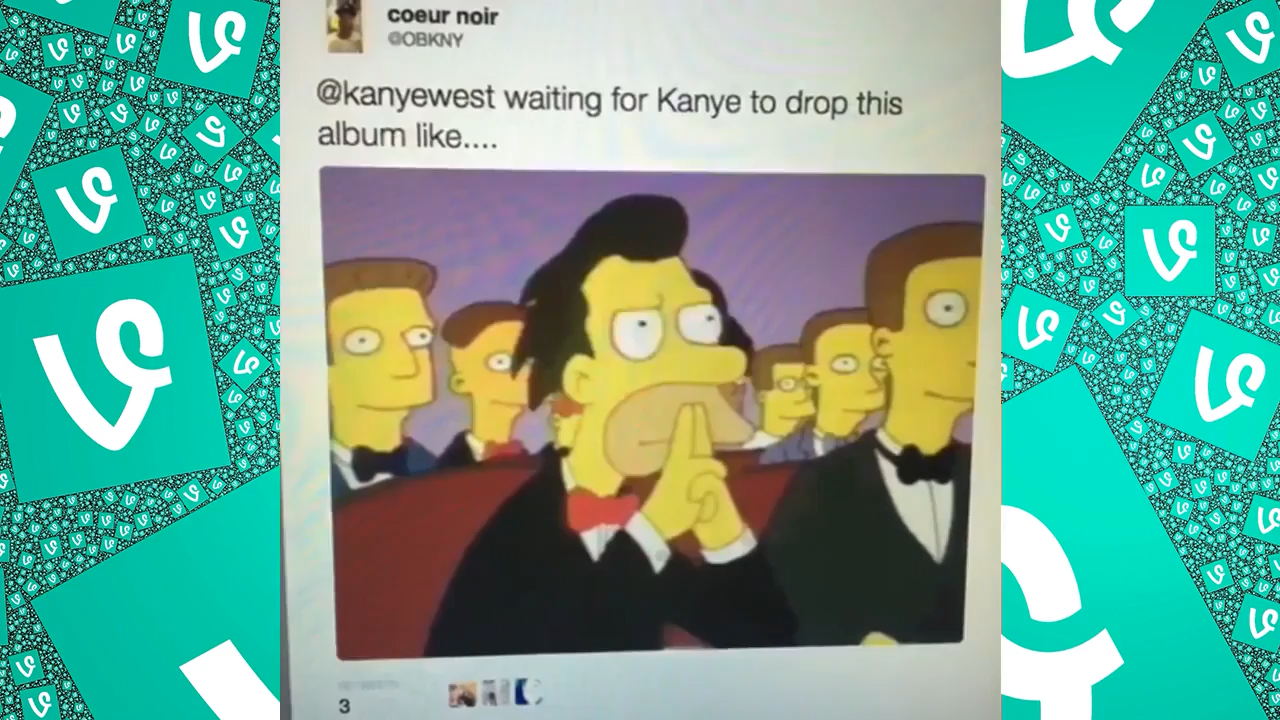 coeur noir
@OBKNY
@kanyewest waiting for Kanye to drop this
album like....
3